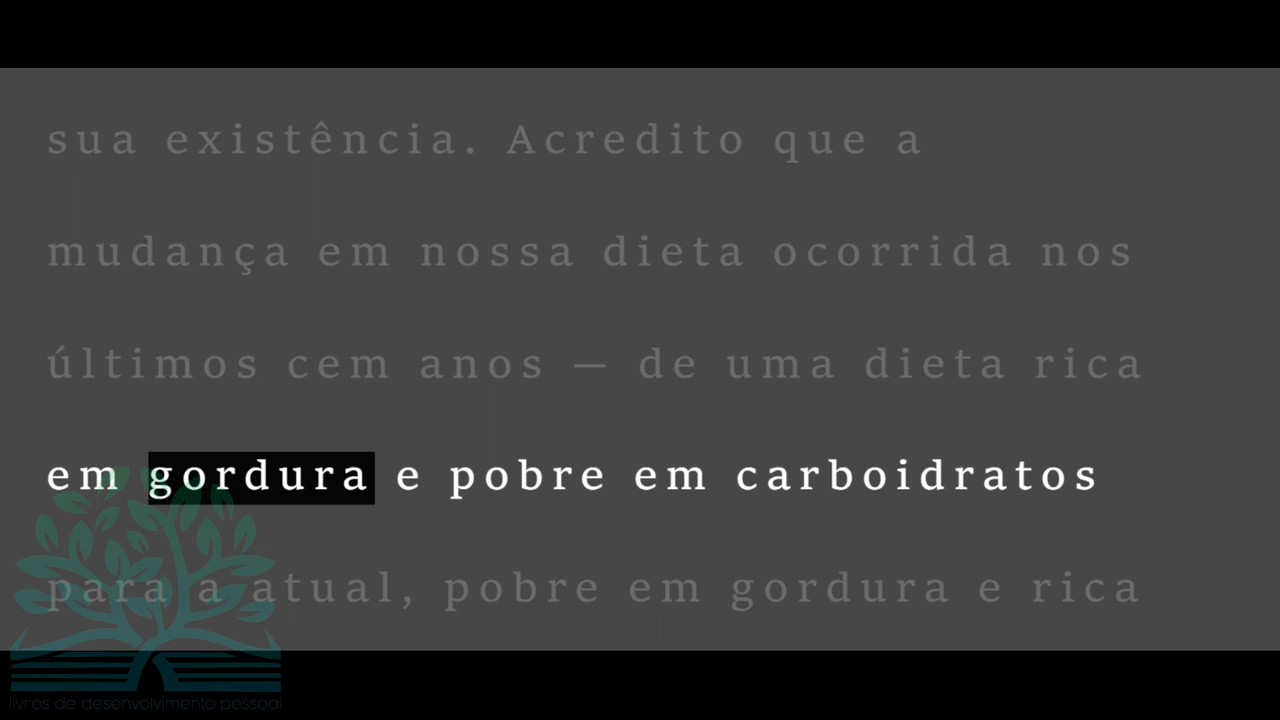 sua existência. Acredito que a
mudança em nossa dieta ocorrida nos
últimos cem anos — de uma dieta rica
em gordura e pobre em carboidratos
para a atual, pobre em gordura e rica
livros de desenvolvimento pessoal